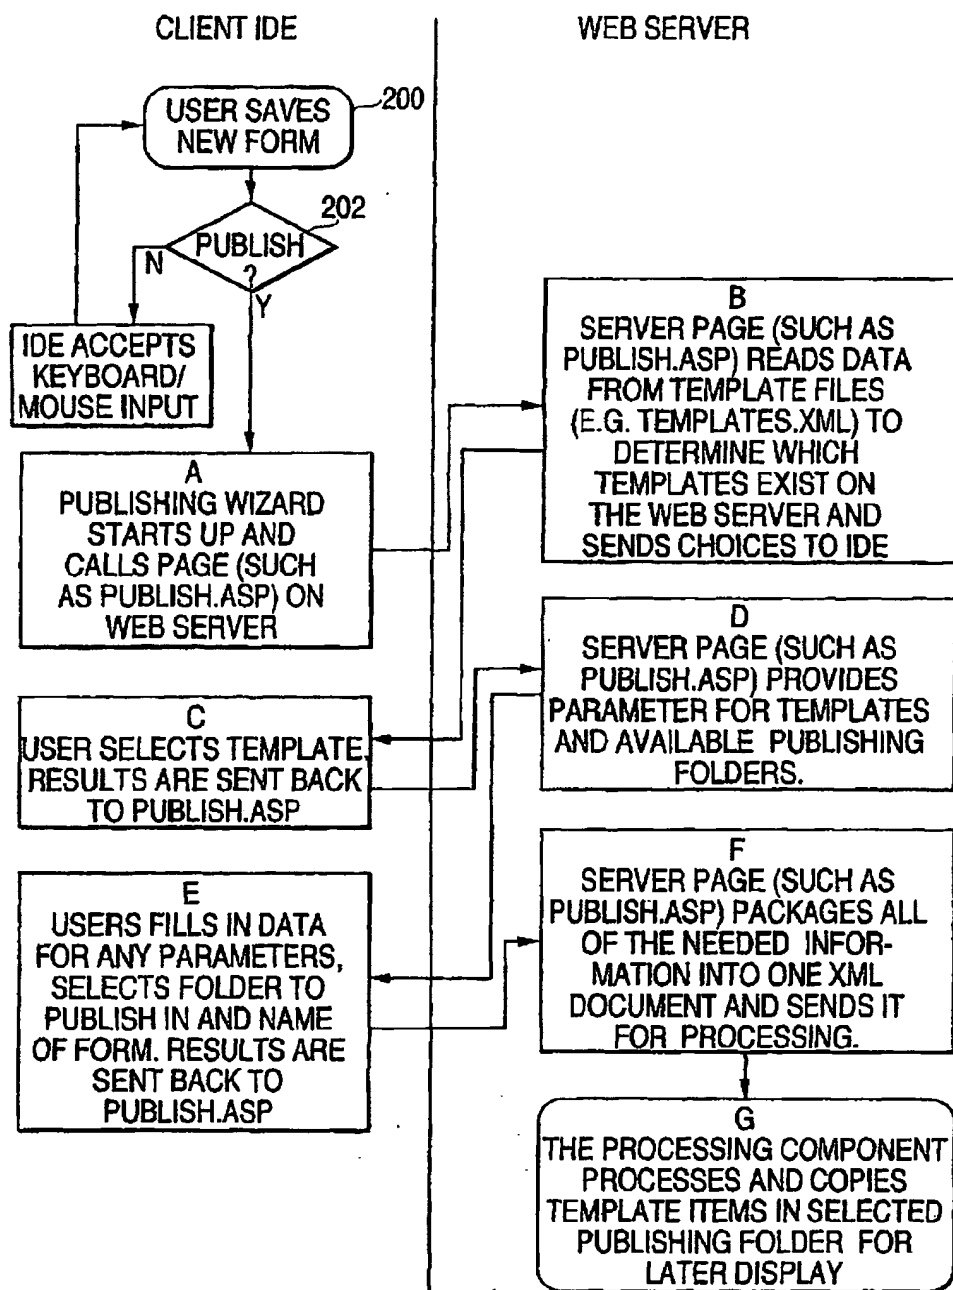 CLIENT IDE
WEB SERVER
USER SAVES
NEW FORM
200
202
PUBLISH
?
N
Y
IDE ACCEPTS
KEYBOARD/
MOUSE INPUT
A
PUBLISHING WIZARD
STARTS UP AND
CALLS PAGE (SUCH
AS PUBLISH.ASP) ON
WEB SERVER
B
SERVER PAGE (SUCH AS
PUBLISH.ASP) READS DATA
FROM TEMPLATE FILES
(E.G. TEMPLATES.XML) TO
DETERMINE WHICH
TEMPLATES EXIST ON
THE WEB SERVER AND
SENDS CHOICES TO IDE
C
USER SELECTS TEMPLATE.
RESULTS ARE SENT BACK
TO PUBLISH.ASP
D
SERVER PAGE (SUCH AS
PUBLISH.ASP) PROVIDES
PARAMETER FOR TEMPLATES
AND AVAILABLE PUBLISHING
FOLDERS.
E
USERS FILLS IN DATA
FOR ANY PARAMETERS,
SELECTS FOLDER TO
PUBLISH IN AND NAME
OF FORM. RESULTS ARE
SENT BACK TO
PUBLISH.ASP
F
SERVER PAGE (SUCH AS
PUBLISH.ASP) PACKAGES ALL
OF THE NEEDED INFOR-
MATION INTO ONE XML
DOCUMENT AND SENDS IT
FOR PROCESSING.
G
THE PROCESSING COMPONENT
PROCESSES AND COPIES
TEMPLATE ITEMS IN SELECTED
PUBLISHING FOLDER FOR
LATER DISPLAY